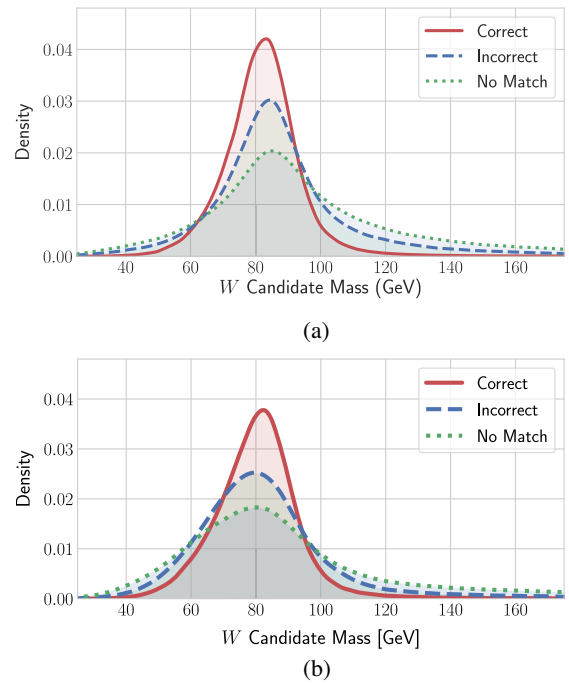 Correct
Incorrect
No Match
Density
0.04
0.03
0.02
0.01
0.00
40 60 80 100 120 140 160
W Candidate Mass (GeV)
(a)
Correct
Incorrect
No Match
Density
0.04
0.03
0.02
0.01
0.00
40 60 80 100 120 140 160
W Candidate Mass [GeV]
(b)